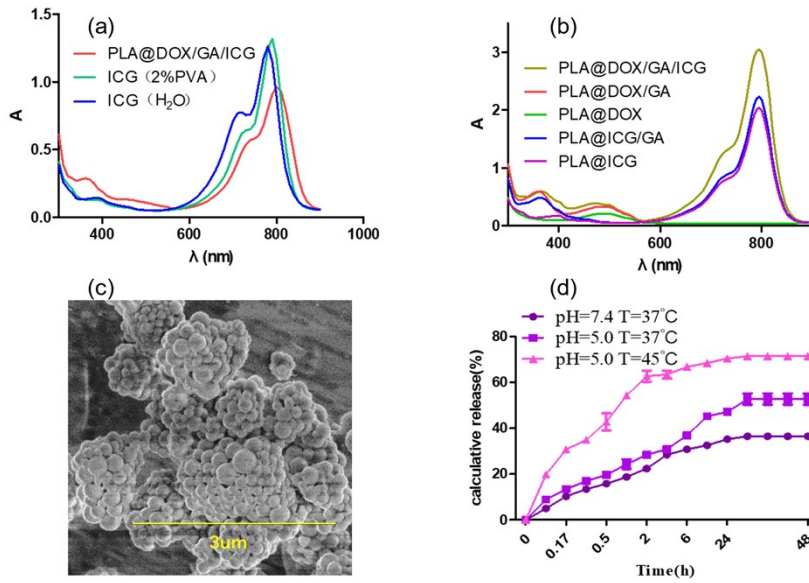 (a)
PLA@DOX/GA/ICG
ICG（2%PVA）
ICG（H₂O）
A
1.5
1.0
0.5
0.0
400
600
800
1000
λ (nm)
(b)
PLA@DOX/GA/ICG
PLA@DOX/GA
PLA@DOX
PLA@ICG/GA
PLA@ICG
A
3
2
1
0
400
600
800
λ (nm)
(c)
3um
(d)
pH=7.4 T=37°C
pH=5.0 T=37°C
pH=5.0 T=45°C
calculative release(%)
80
60
40
20
0
0
0.17
0.5
2
6
24
48
Time(h)